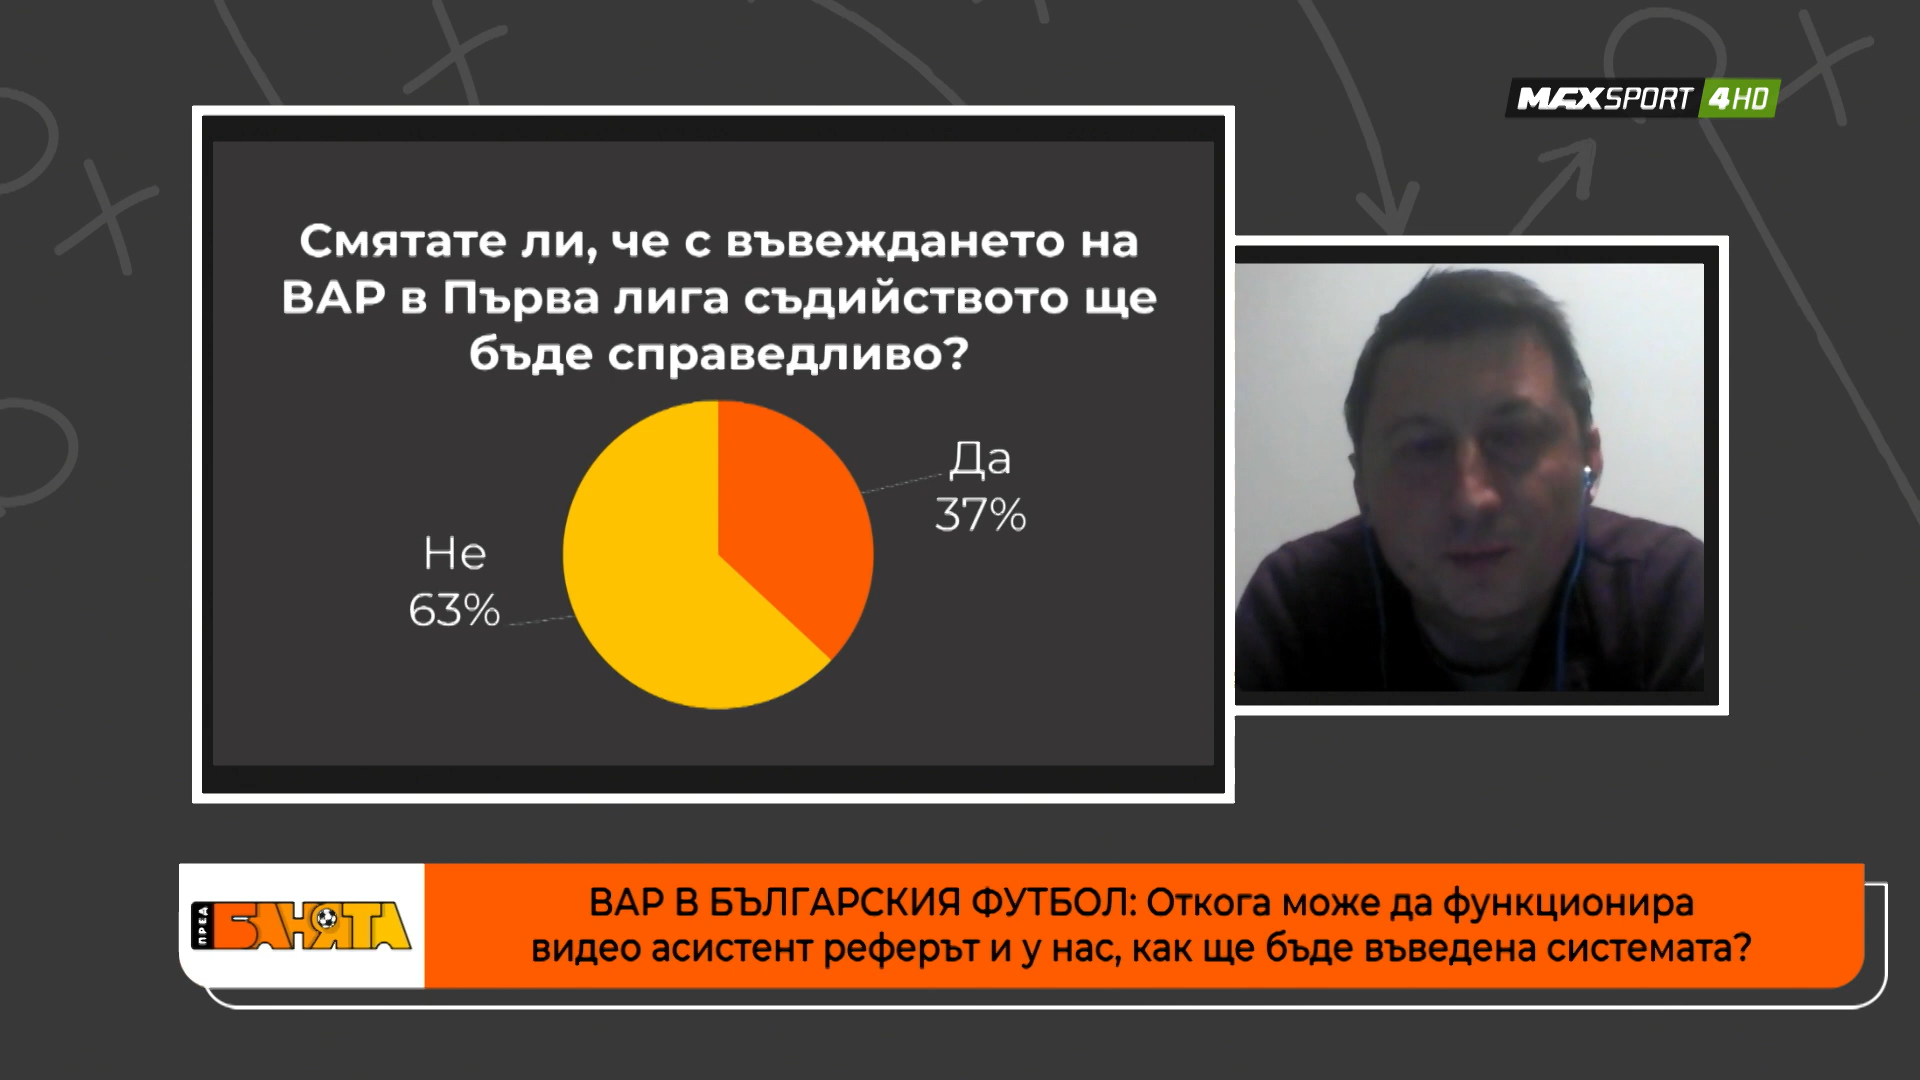 MAXSPORT 4HD
Смятате ли, че с въвеждането на
ВАР в Първа лига съдийството ще
бъде справедливо?
Да
37%
Не
63%
ПРЕД
БАНЯТА
ВАР В БЪЛГАРСКИЯ ФУТБОЛ: Откога може да функционира
видео асистент реферът и у нас, как ще бъде въведена системата?